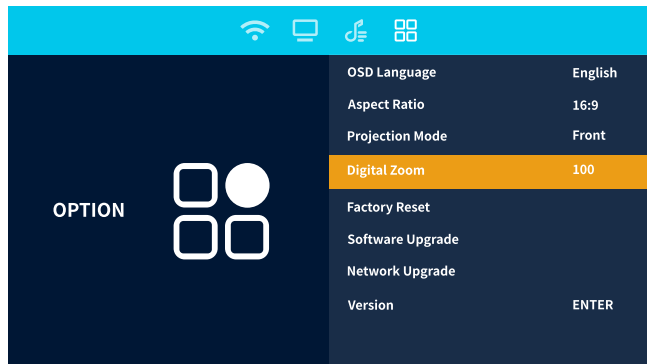 OPTION
OSD Language English
Aspect Ratio 16:9
Projection Mode Front
Digital Zoom 100
Factory Reset
Software Upgrade
Network Upgrade
Version ENTER